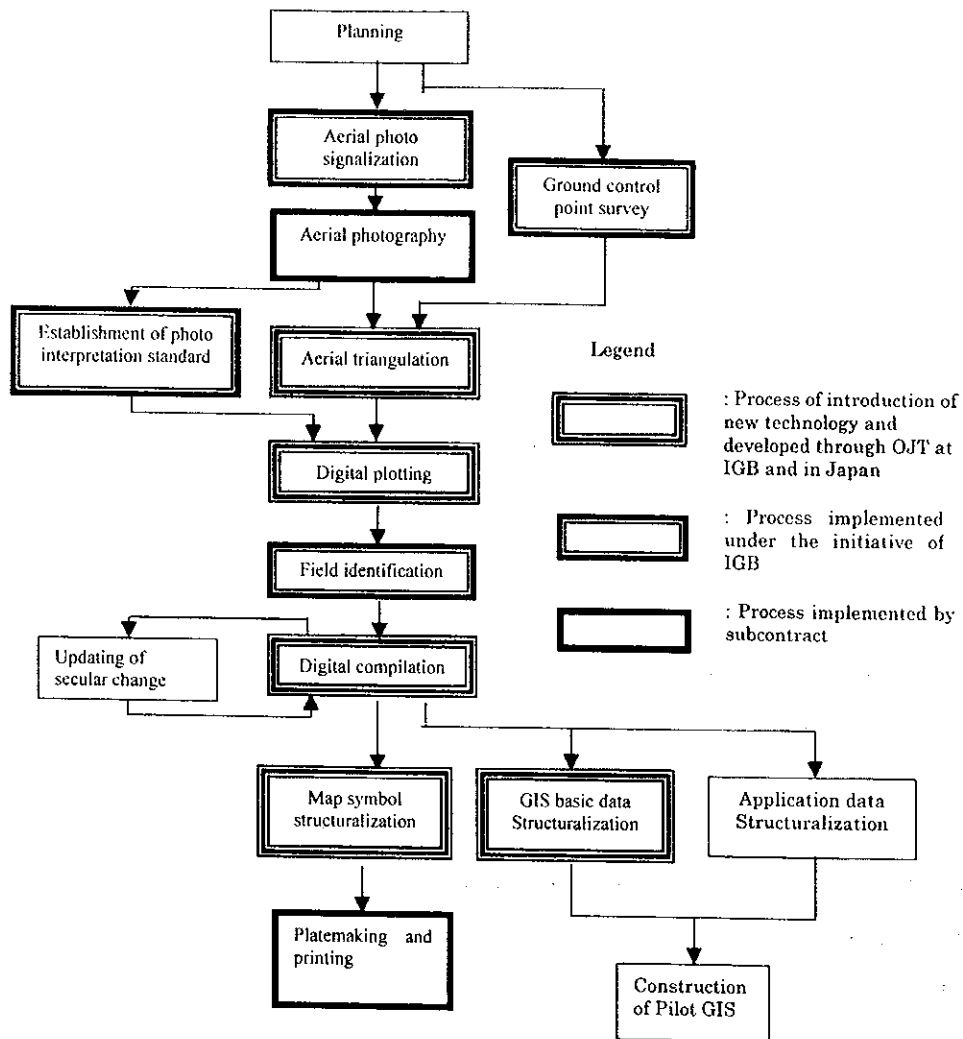 Planning
Aerial photo
signalization
Ground control
point survey
Aerial photography
Establishment of photo
interpretation standard
Aerial triangulation
Digital plotting
Field identification
Updating of
secular change
Digital compilation
Map symbol
structuralization
GIS basic data
Structuralization
Application data
Structuralization
Platemaking and
printing
Construction
of Pilot GIS
Legend
: Process of introduction of
new technology and
developed through OJT at
IGB and in Japan
: Process implemented
under the initiative of
IGB
: Process implemented by
subcontract